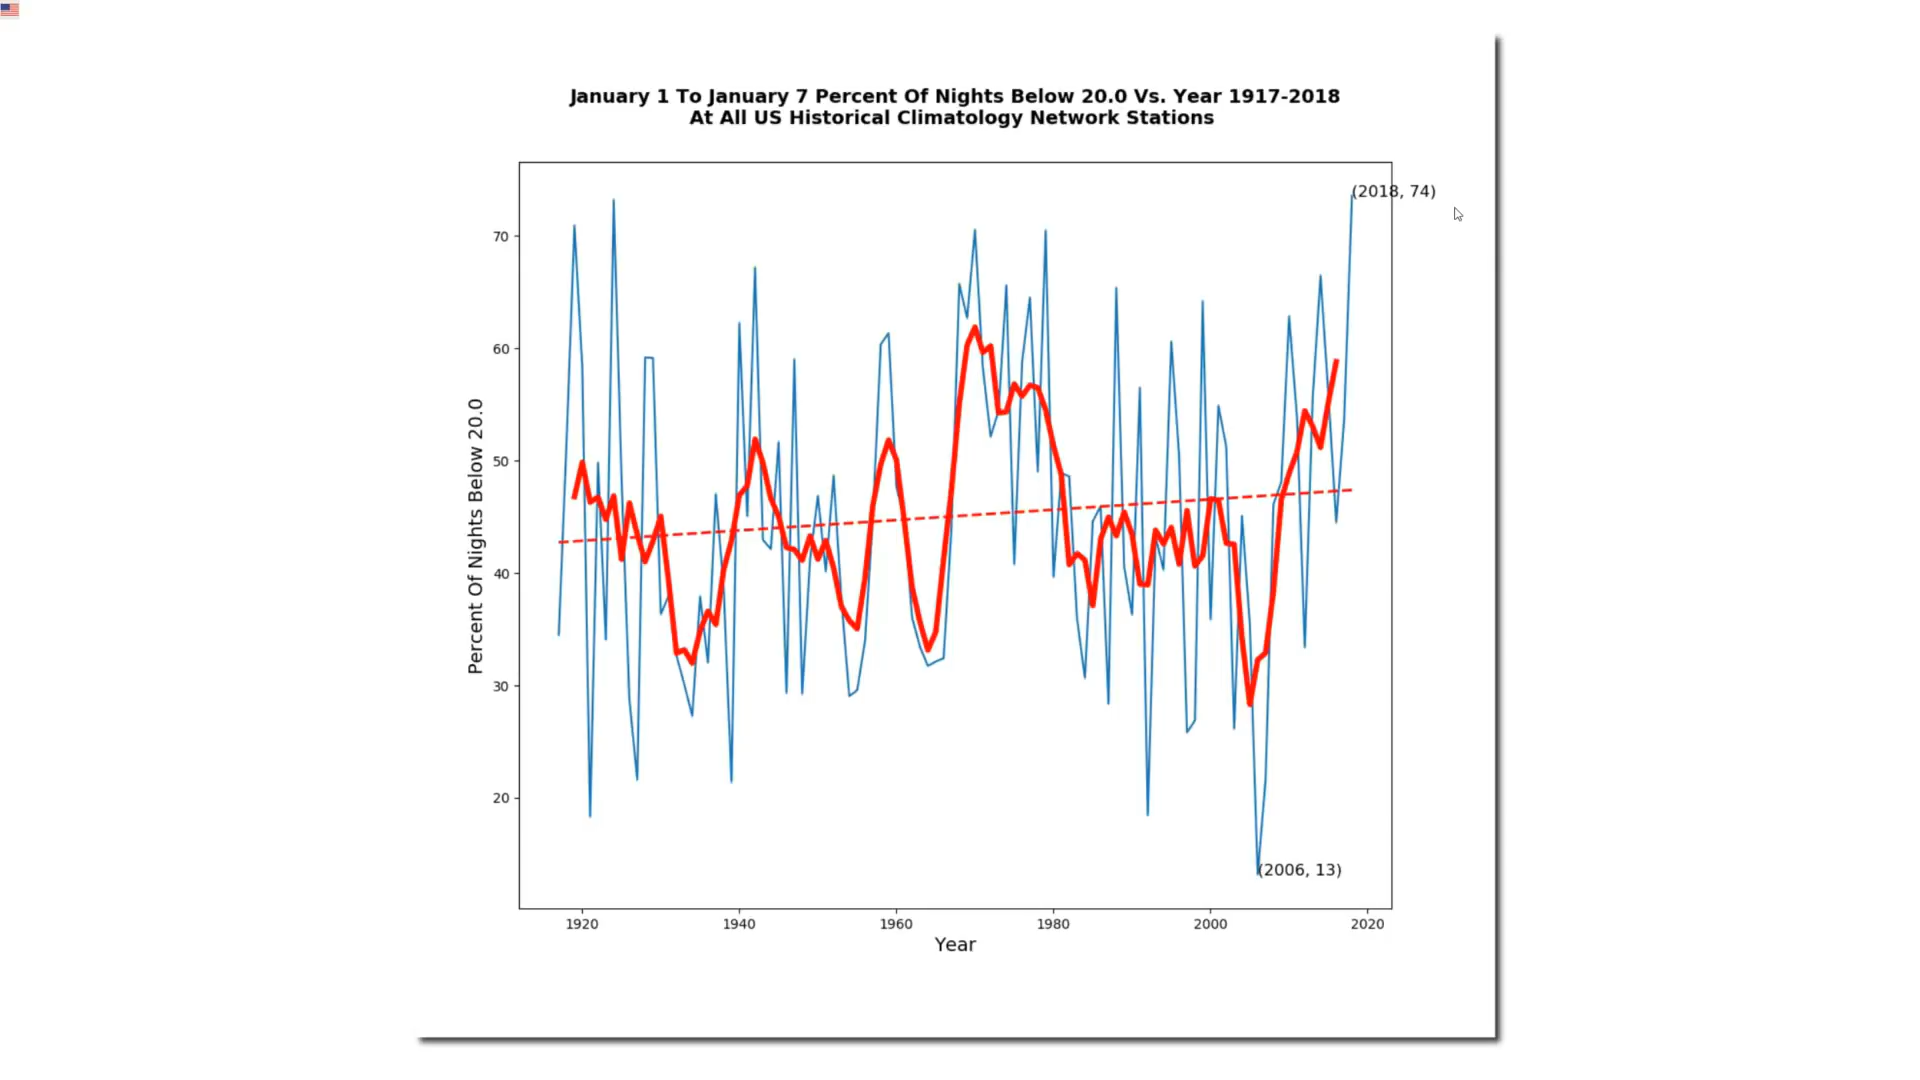 January 1 To January 7 Percent Of Nights Below 20.0 Vs. Year 1917-2018
At All US Historical Climatology Network Stations
(2018, 74)
70
60
50
40
30
20
Percent Of Nights Below 20.0
(2006, 13)
1920 1940 1960 1980 2000 2020
Year